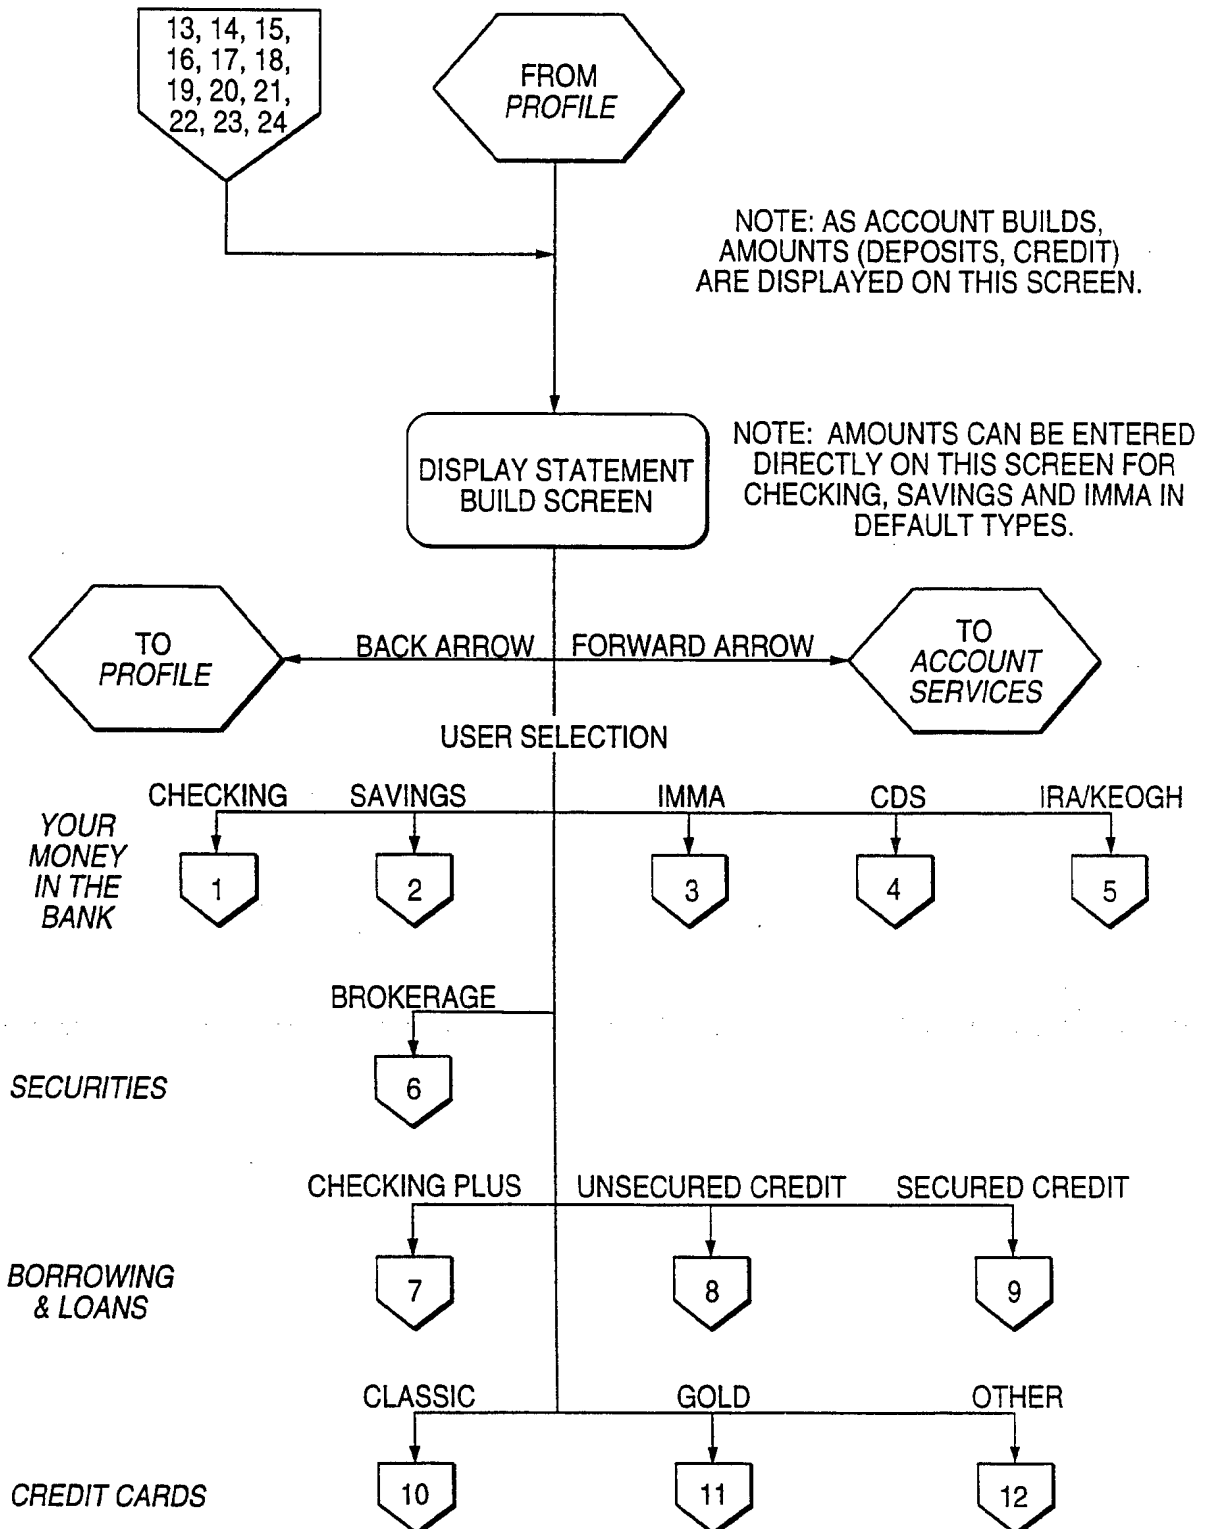 13, 14, 15,
16, 17, 18,
19, 20, 21,
22, 23, 24
FROM
PROFILE
NOTE: AS ACCOUNT BUILDS,
AMOUNTS (DEPOSITS, CREDIT)
ARE DISPLAYED ON THIS SCREEN.
DISPLAY STATEMENT
BUILD SCREEN
NOTE: AMOUNTS CAN BE ENTERED
DIRECTLY ON THIS SCREEN FOR
CHECKING, SAVINGS AND IMMA IN
DEFAULT TYPES.
TO
PROFILE
BACK ARROW
FORWARD ARROW
TO
ACCOUNT
SERVICES
USER SELECTION
YOUR
MONEY
IN THE
BANK
CHECKING
SAVINGS
IMMA
CDS
IRA/KEOGH
1
2
3
4
5
BROKERAGE
SECURITIES
6
CHECKING PLUS
UNSECURED CREDIT
SECURED CREDIT
BORROWING
& LOANS
7
8
9
CLASSIC
GOLD
OTHER
CREDIT CARDS
10
11
12